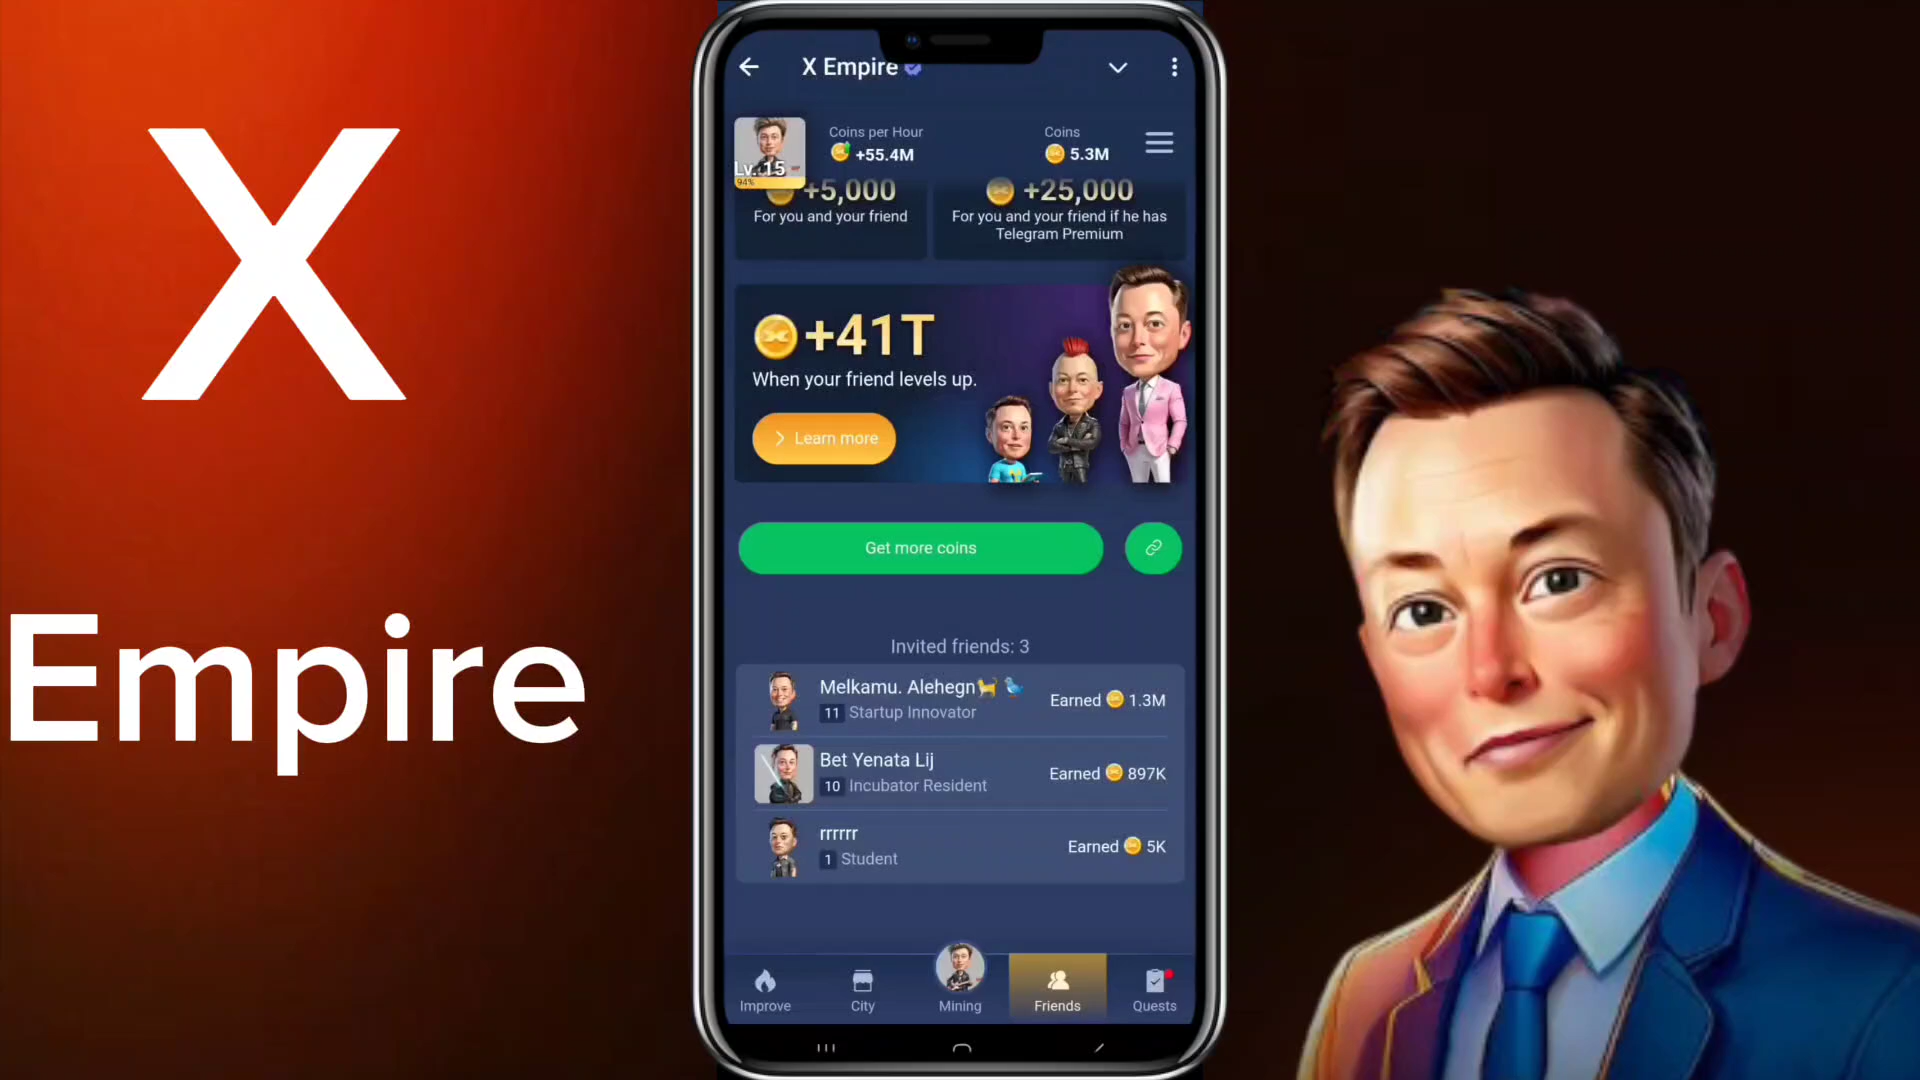 X
Empire
X Empire
Coins per Hour
+55.4M
Coins
5.3M
Lv. 15
94%
+5,000
For you and your friend
+25,000
For you and your friend if he has
Telegram Premium
+41T
When your friend levels up.
Learn more
Get more coins
Invited friends: 3
Melkamu. Alehegn🐈🐦
11 Startup Innovator
Earned 1.3M
Bet Yenata Lij
10 Incubator Resident
Earned 897K
rrrrrr
1 Student
Earned 5K
Improve
City
Mining
Friends
Quests